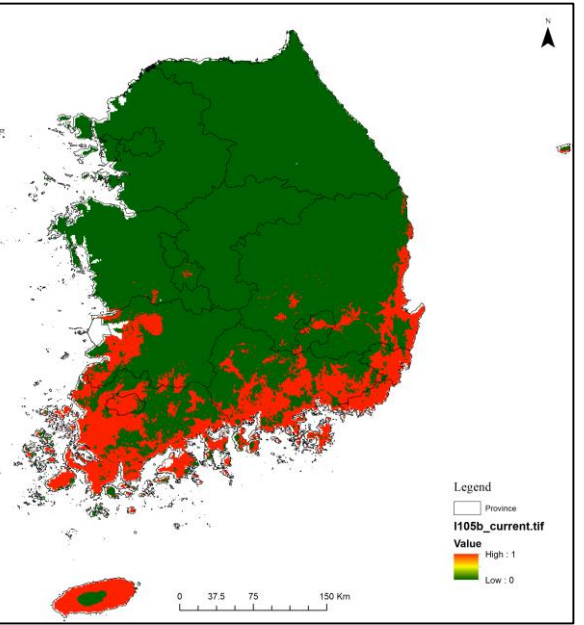 N
Legend
Province
I105b_current.tif
Value
High : 1
Low : 0
0 37.5 75 150 Km